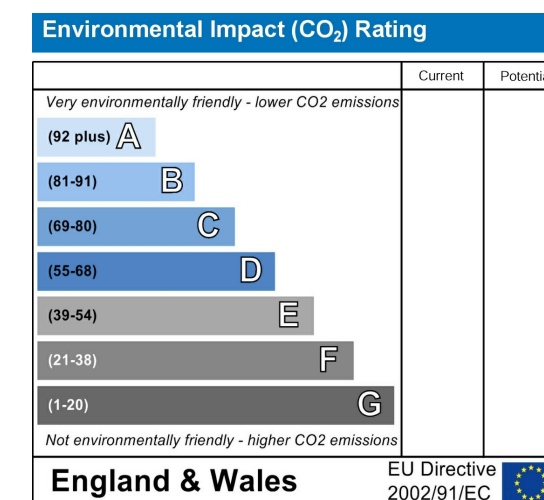 Environmental Impact (CO₂) Rating
Current Potentia
Very environmentally friendly - lower CO2 emissions
(92 plus) A
(81-91) B
(69-80) C
(55-68) D
(39-54) E
(21-38) F
(1-20) G
Not environmentally friendly - higher CO2 emissions
England & Wales
EU Directive
2002/91/EC